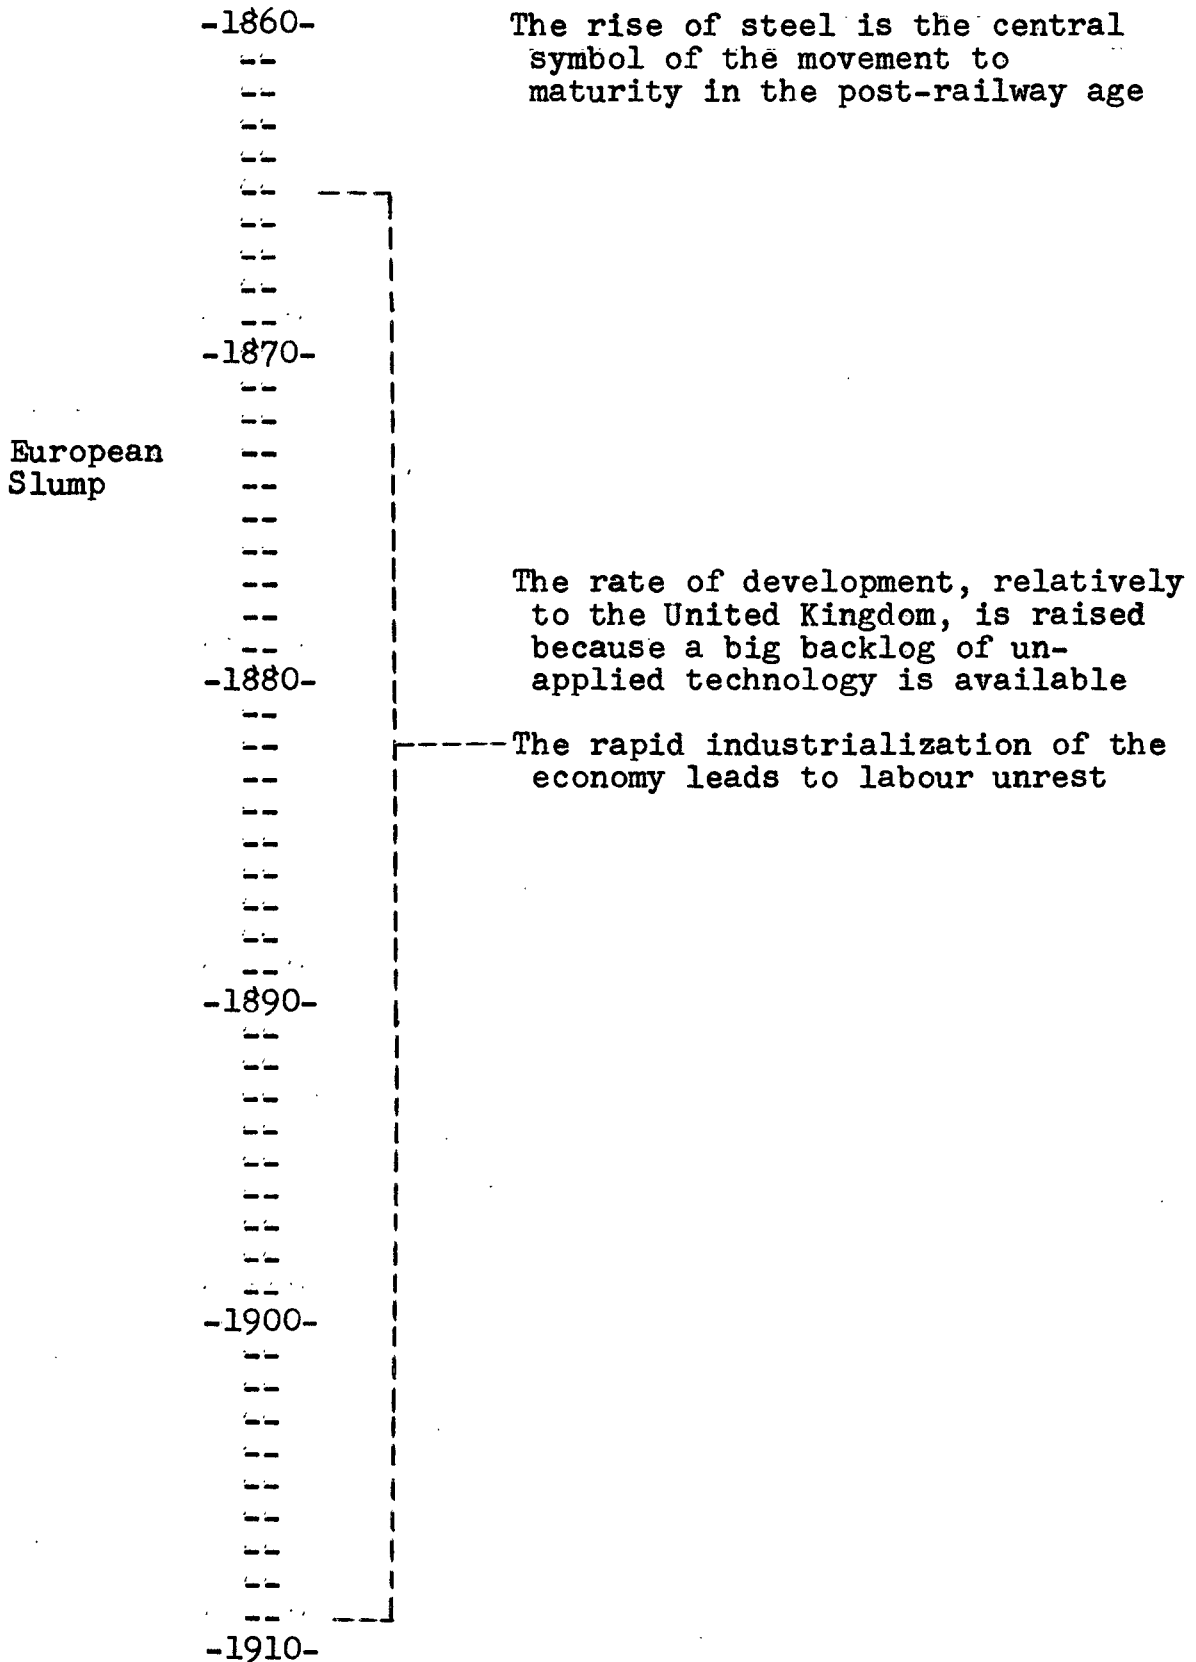 -1860-
The rise of steel is the central
symbol of the movement to
maturity in the post-railway age
-1870-
European
Slump
The rate of development, relatively
to the United Kingdom, is raised
because a big backlog of un-
applied technology is available
-1880-
The rapid industrialization of the
economy leads to labour unrest
-1890-
-1900-
-1910-